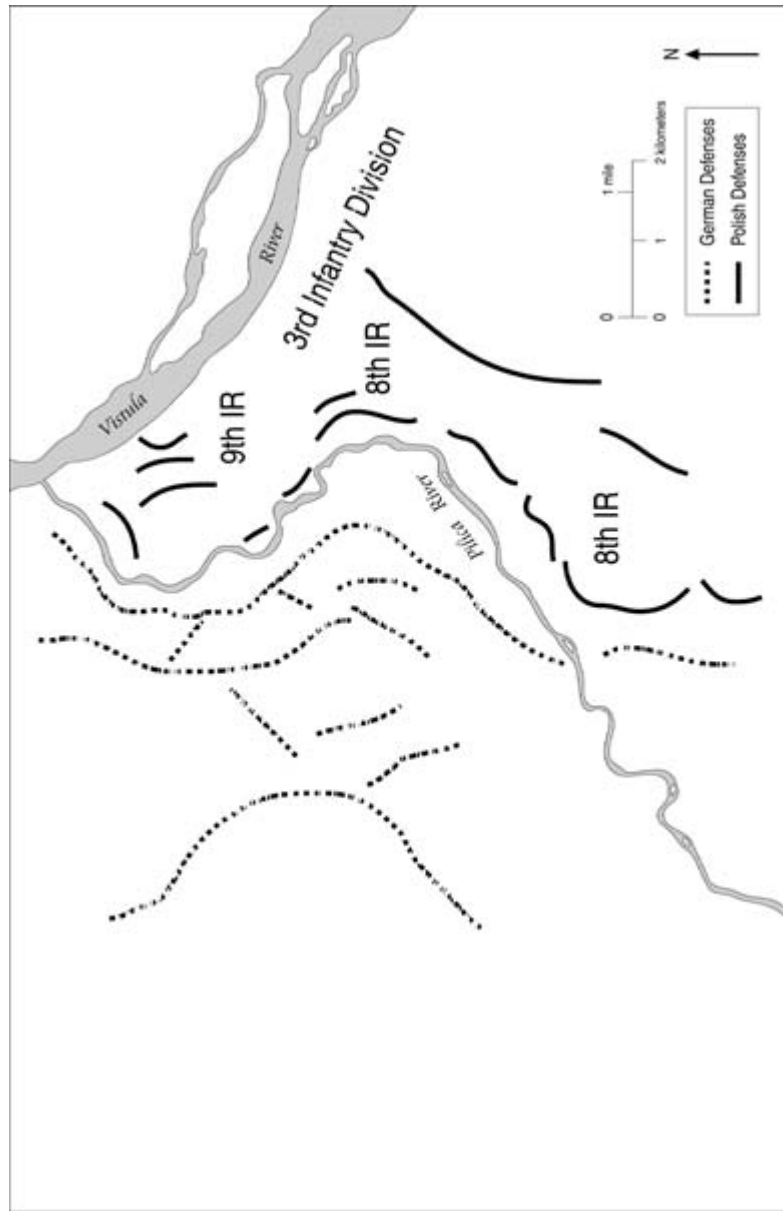 Vistula
River
3rd Infantry Division
9th IR
8th IR
Pilica River
8th IR
N
0 1 mile
0 1 2 kilometers
German Defenses
Polish Defenses